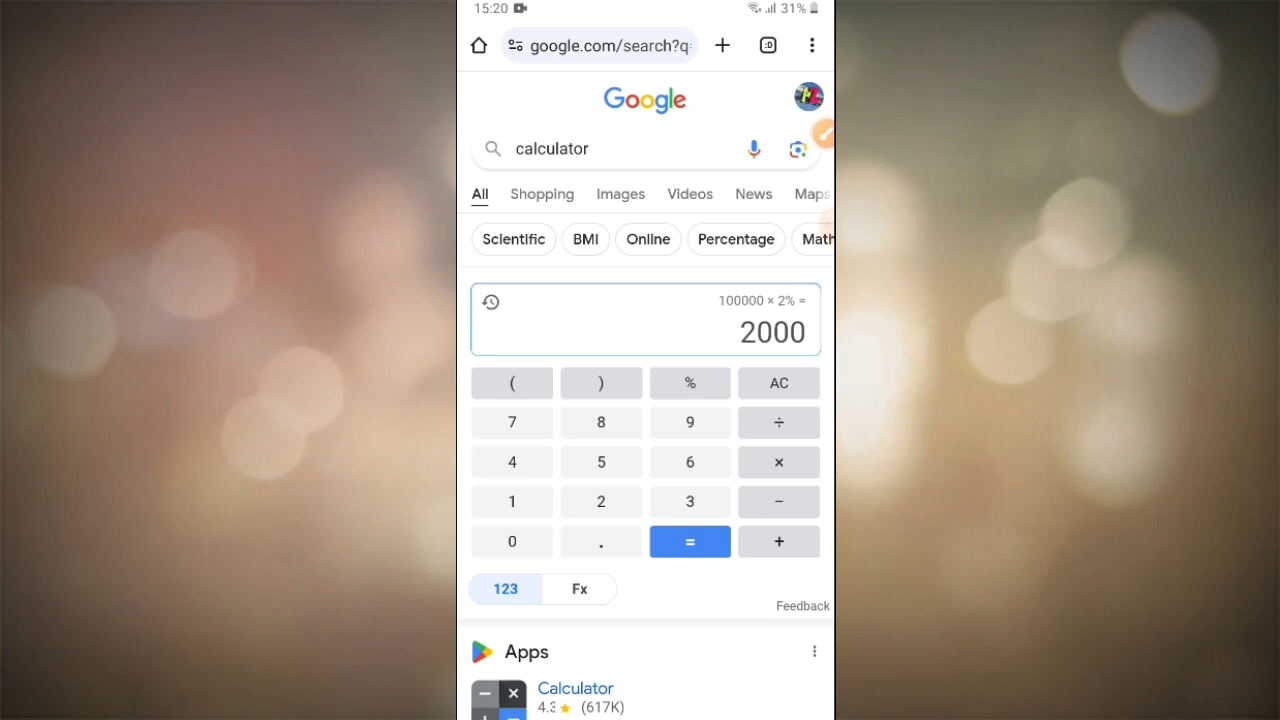 15:20 31%
google.com/search?q=
:D
Google
calculator
All Shopping Images Videos News Maps
Scientific BMI Online Percentage Math
100000 × 2% =
2000
( ) % AC
7 8 9 ÷
4 5 6 ×
1 2 3 −
0 . = +
123 Fx
Feedback
Apps
Calculator
4.3 ★ (617K)